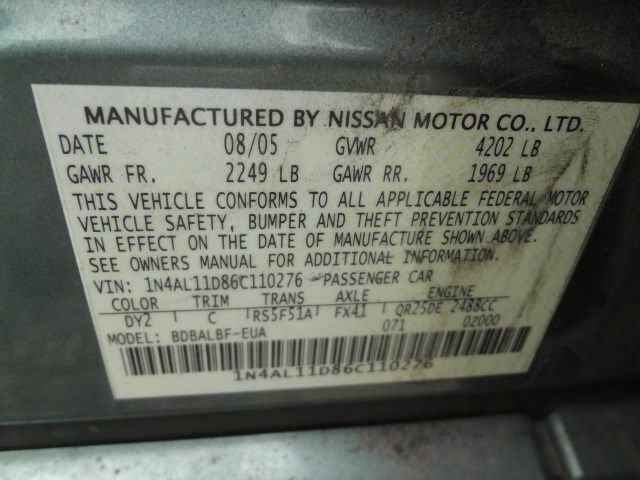 MANUFACTURED BY NISSAN MOTOR CO., LTD.
DATE 08/05 GVWR 4202 LB
GAWR FR. 2249 LB GAWR RR. 1969 LB
THIS VEHICLE CONFORMS TO ALL APPLICABLE FEDERAL MOTOR
VEHICLE SAFETY, BUMPER AND THEFT PREVENTION STANDARDS
IN EFFECT ON THE DATE OF MANUFACTURE SHOWN ABOVE.
SEE OWNERS MANUAL FOR ADDITIONAL INFORMATION.
VIN: 1N4AL11D86C110276 PASSENGER CAR
COLOR TRIM TRANS AXLE ENGINE
DY2 C RS5F51A FX41 QR25DE 2488CC
MODEL: BDBALBF-EUA 071 02000
1N4AL11D86C110276